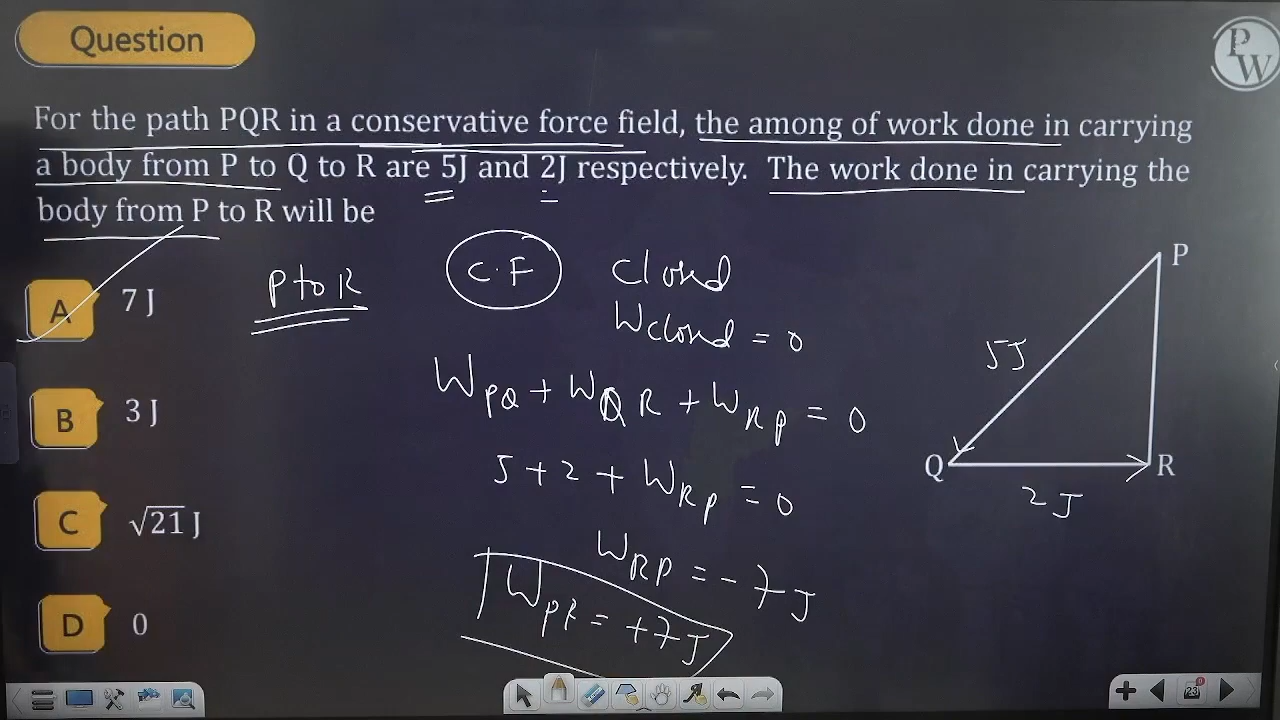 Question
PW
For the path PQR in a conservative force field, the among of work done in carrying
a body from P to Q to R are 5J and 2J respectively. The work done in carrying the
body from P to R will be
A 7 J
B 3 J
C √21 J
D 0
P to R
C.F
Closed
Wclosed = 0
WPQ + WQR + WRP = 0
5 + 2 + WRP = 0
WRP = - 7 J
WPR = +7J
P
5J
Q
R
2J
23